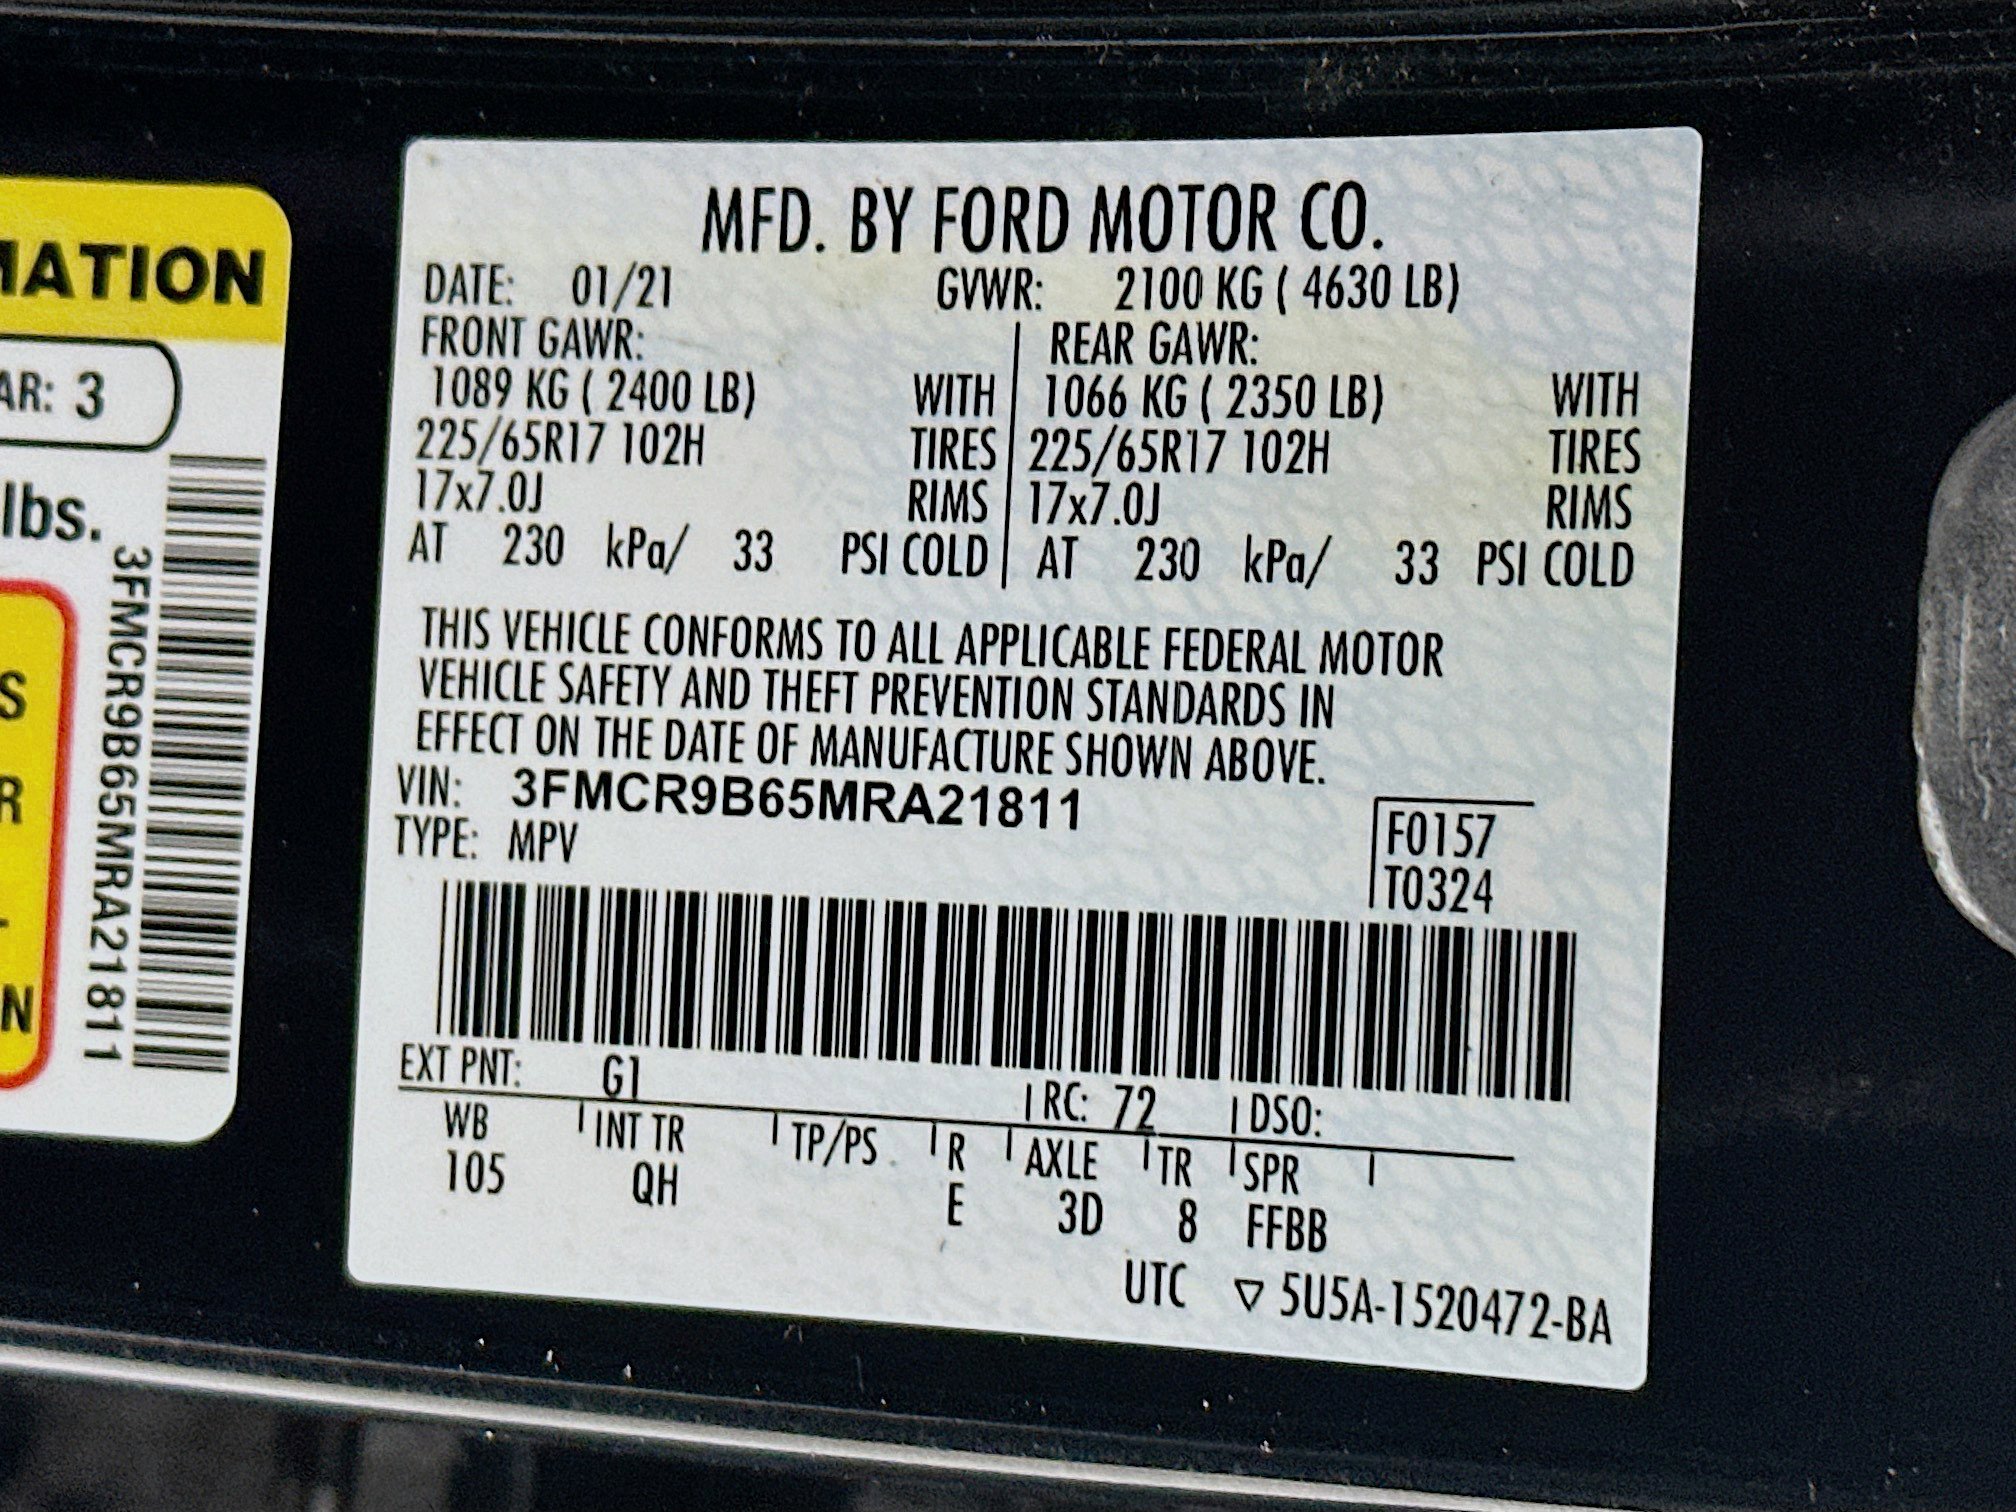 MATION
AR: 3
lbs.
3FMCR9B65MRA21811
S
R
N
MFD. BY FORD MOTOR CO.
DATE: 01/21 GVWR: 2100 KG ( 4630 LB)
FRONT GAWR: REAR GAWR:
1089 KG ( 2400 LB) WITH 1066 KG ( 2350 LB) WITH
225/65R17 102H TIRES 225/65R17 102H TIRES
17x7.0J RIMS 17x7.0J RIMS
AT 230 kPa/ 33 PSI COLD AT 230 kPa/ 33 PSI COLD
THIS VEHICLE CONFORMS TO ALL APPLICABLE FEDERAL MOTOR
VEHICLE SAFETY AND THEFT PREVENTION STANDARDS IN
EFFECT ON THE DATE OF MANUFACTURE SHOWN ABOVE.
VIN: 3FMCR9B65MRA21811
TYPE: MPV
F0157
T0324
EXT PNT: G1 RC: 72 DSO:
WB INT TR TP/PS R AXLE TR SPR
105 QH E 3D 8 FFBB
UTC ▽ 5U5A-1520472-BA